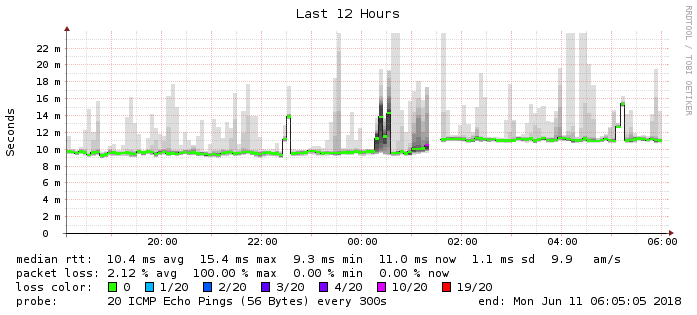 Last 12 Hours
RRDTOOL / TOBI OETIKER
Seconds
22 m
20 m
18 m
16 m
14 m
12 m
10 m
8 m
6 m
4 m
2 m
0
20:00 22:00 00:00 02:00 04:00 06:00
median rtt: 10.4 ms avg 15.4 ms max 9.3 ms min 11.0 ms now 1.1 ms sd 9.9 am/s
packet loss: 2.12 % avg 100.00 % max 0.00 % min 0.00 % now
loss color: 0 1/20 2/20 3/20 4/20 10/20 19/20
probe: 20 ICMP Echo Pings (56 Bytes) every 300s end: Mon Jun 11 06:05:05 2018